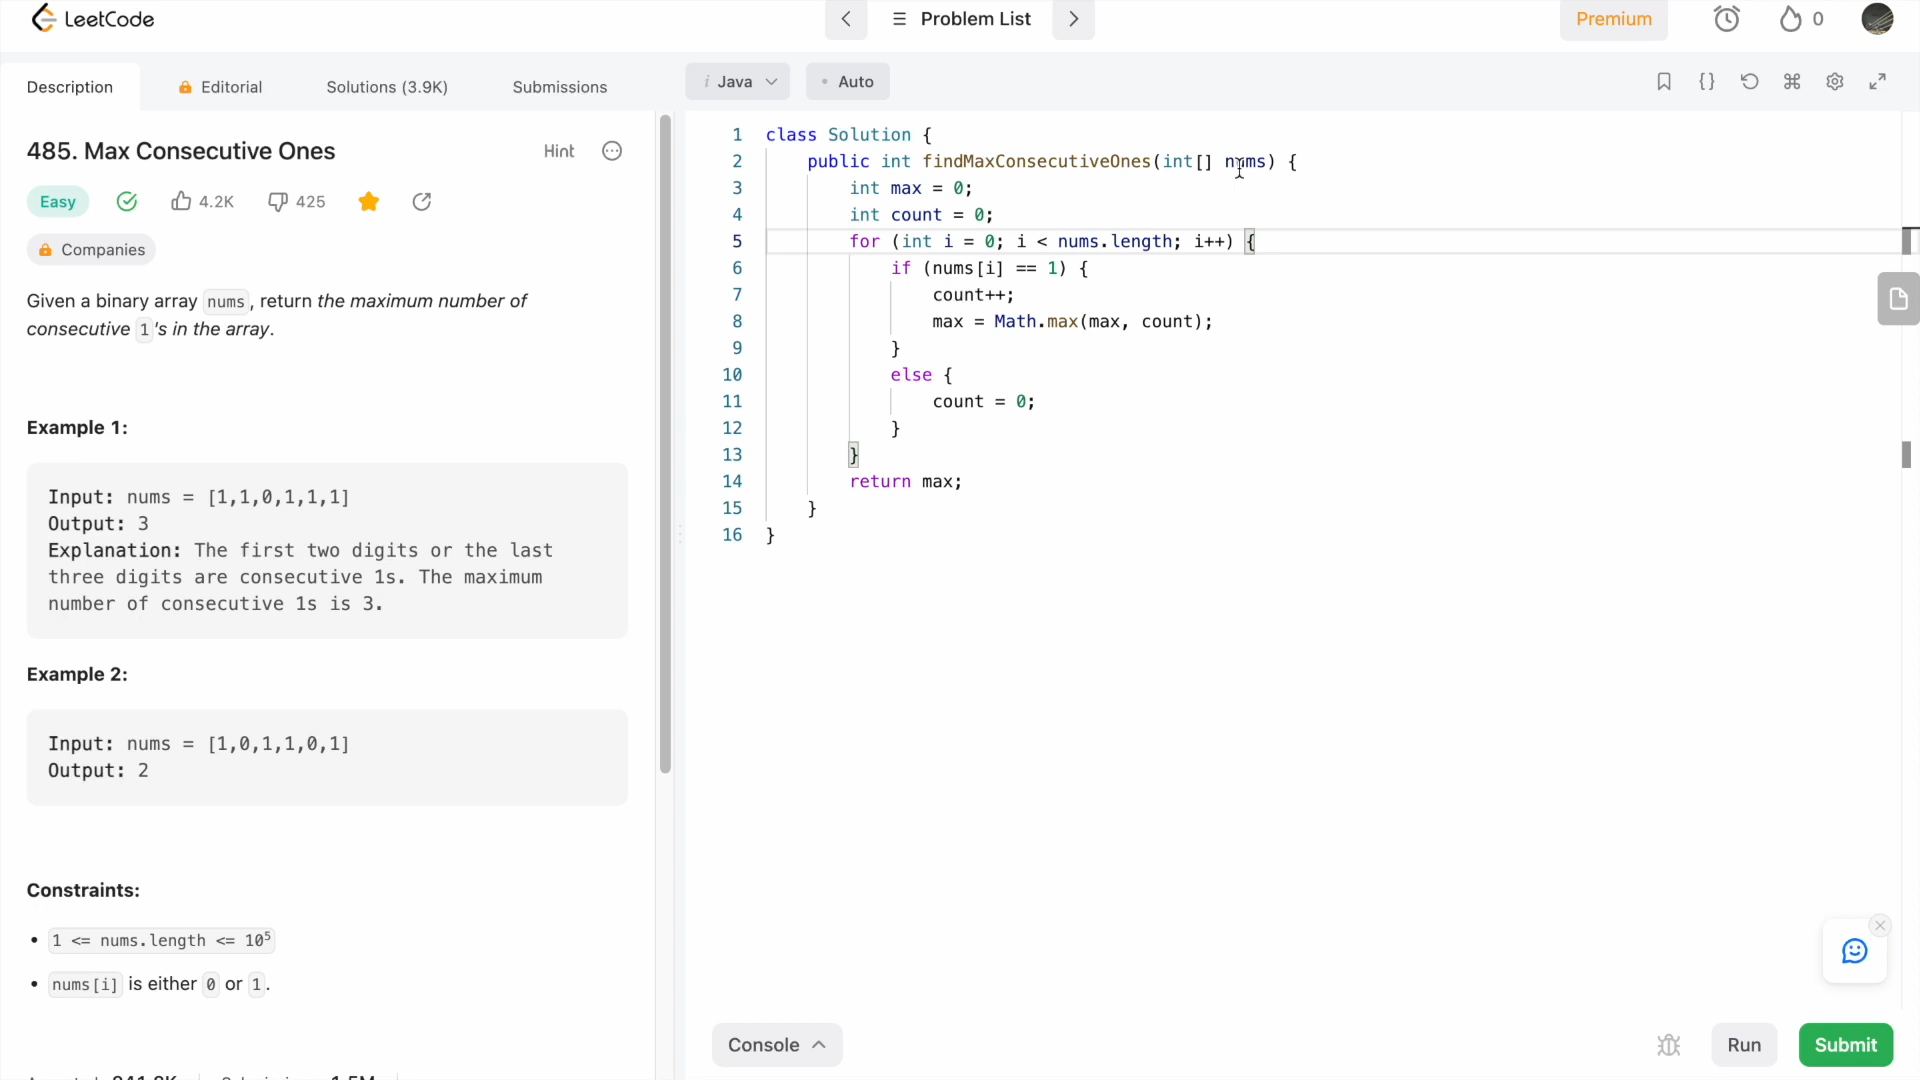 LeetCode
Problem List
Premium
0
Description
Editorial
Solutions (3.9K)
Submissions
Java
Auto
485. Max Consecutive Ones
Hint
Easy
4.2K
425
Companies
Given a binary array nums, return the maximum number of
consecutive 1's in the array.
Example 1:
Input: nums = [1,1,0,1,1,1]
Output: 3
Explanation: The first two digits or the last
three digits are consecutive 1s. The maximum
number of consecutive 1s is 3.
Example 2:
Input: nums = [1,0,1,1,0,1]
Output: 2
Constraints:
• 1 <= nums.length <= 10⁵
• nums[i] is either 0 or 1.
1 class Solution {
2 public int findMaxConsecutiveOnes(int[] nums) {
3 int max = 0;
4 int count = 0;
5 for (int i = 0; i < nums.length; i++) {
6 if (nums[i] == 1) {
7 count++;
8 max = Math.max(max, count);
9 }
10 else {
11 count = 0;
12 }
13 }
14 return max;
15 }
16 }
Console
Run
Submit